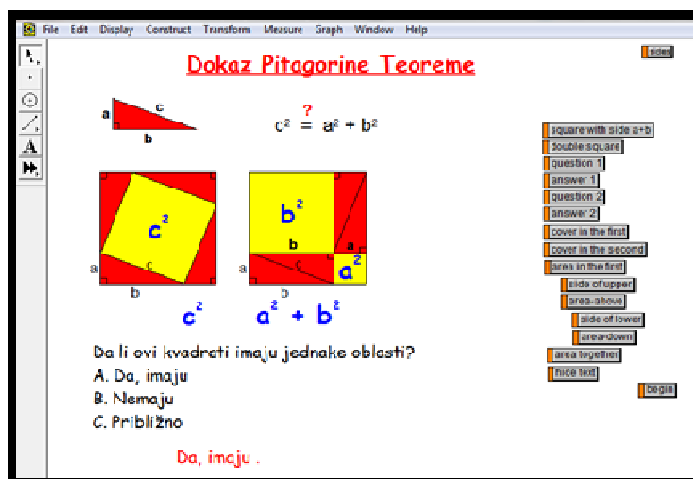 File Edit Display Construct Transform Measure Graph Window Help
Dokaz Pitagorine Teoreme
sides
a c b
?
c² = a² + b²
square with side a+b
double square
question 1
answer 1
question 2
answer 2
cover in the first
cover in the second
area in the first
side of upper
area-above
side of lower
area-down
area together
nice text
begin
A
c²
a c
b
b²
b a
a c a²
b
c² a² + b²
Da li ovi kvadrati imaju jednake oblasti?
A. Da, imaju
B. Nemaju
C. Približno
Da, imaju .